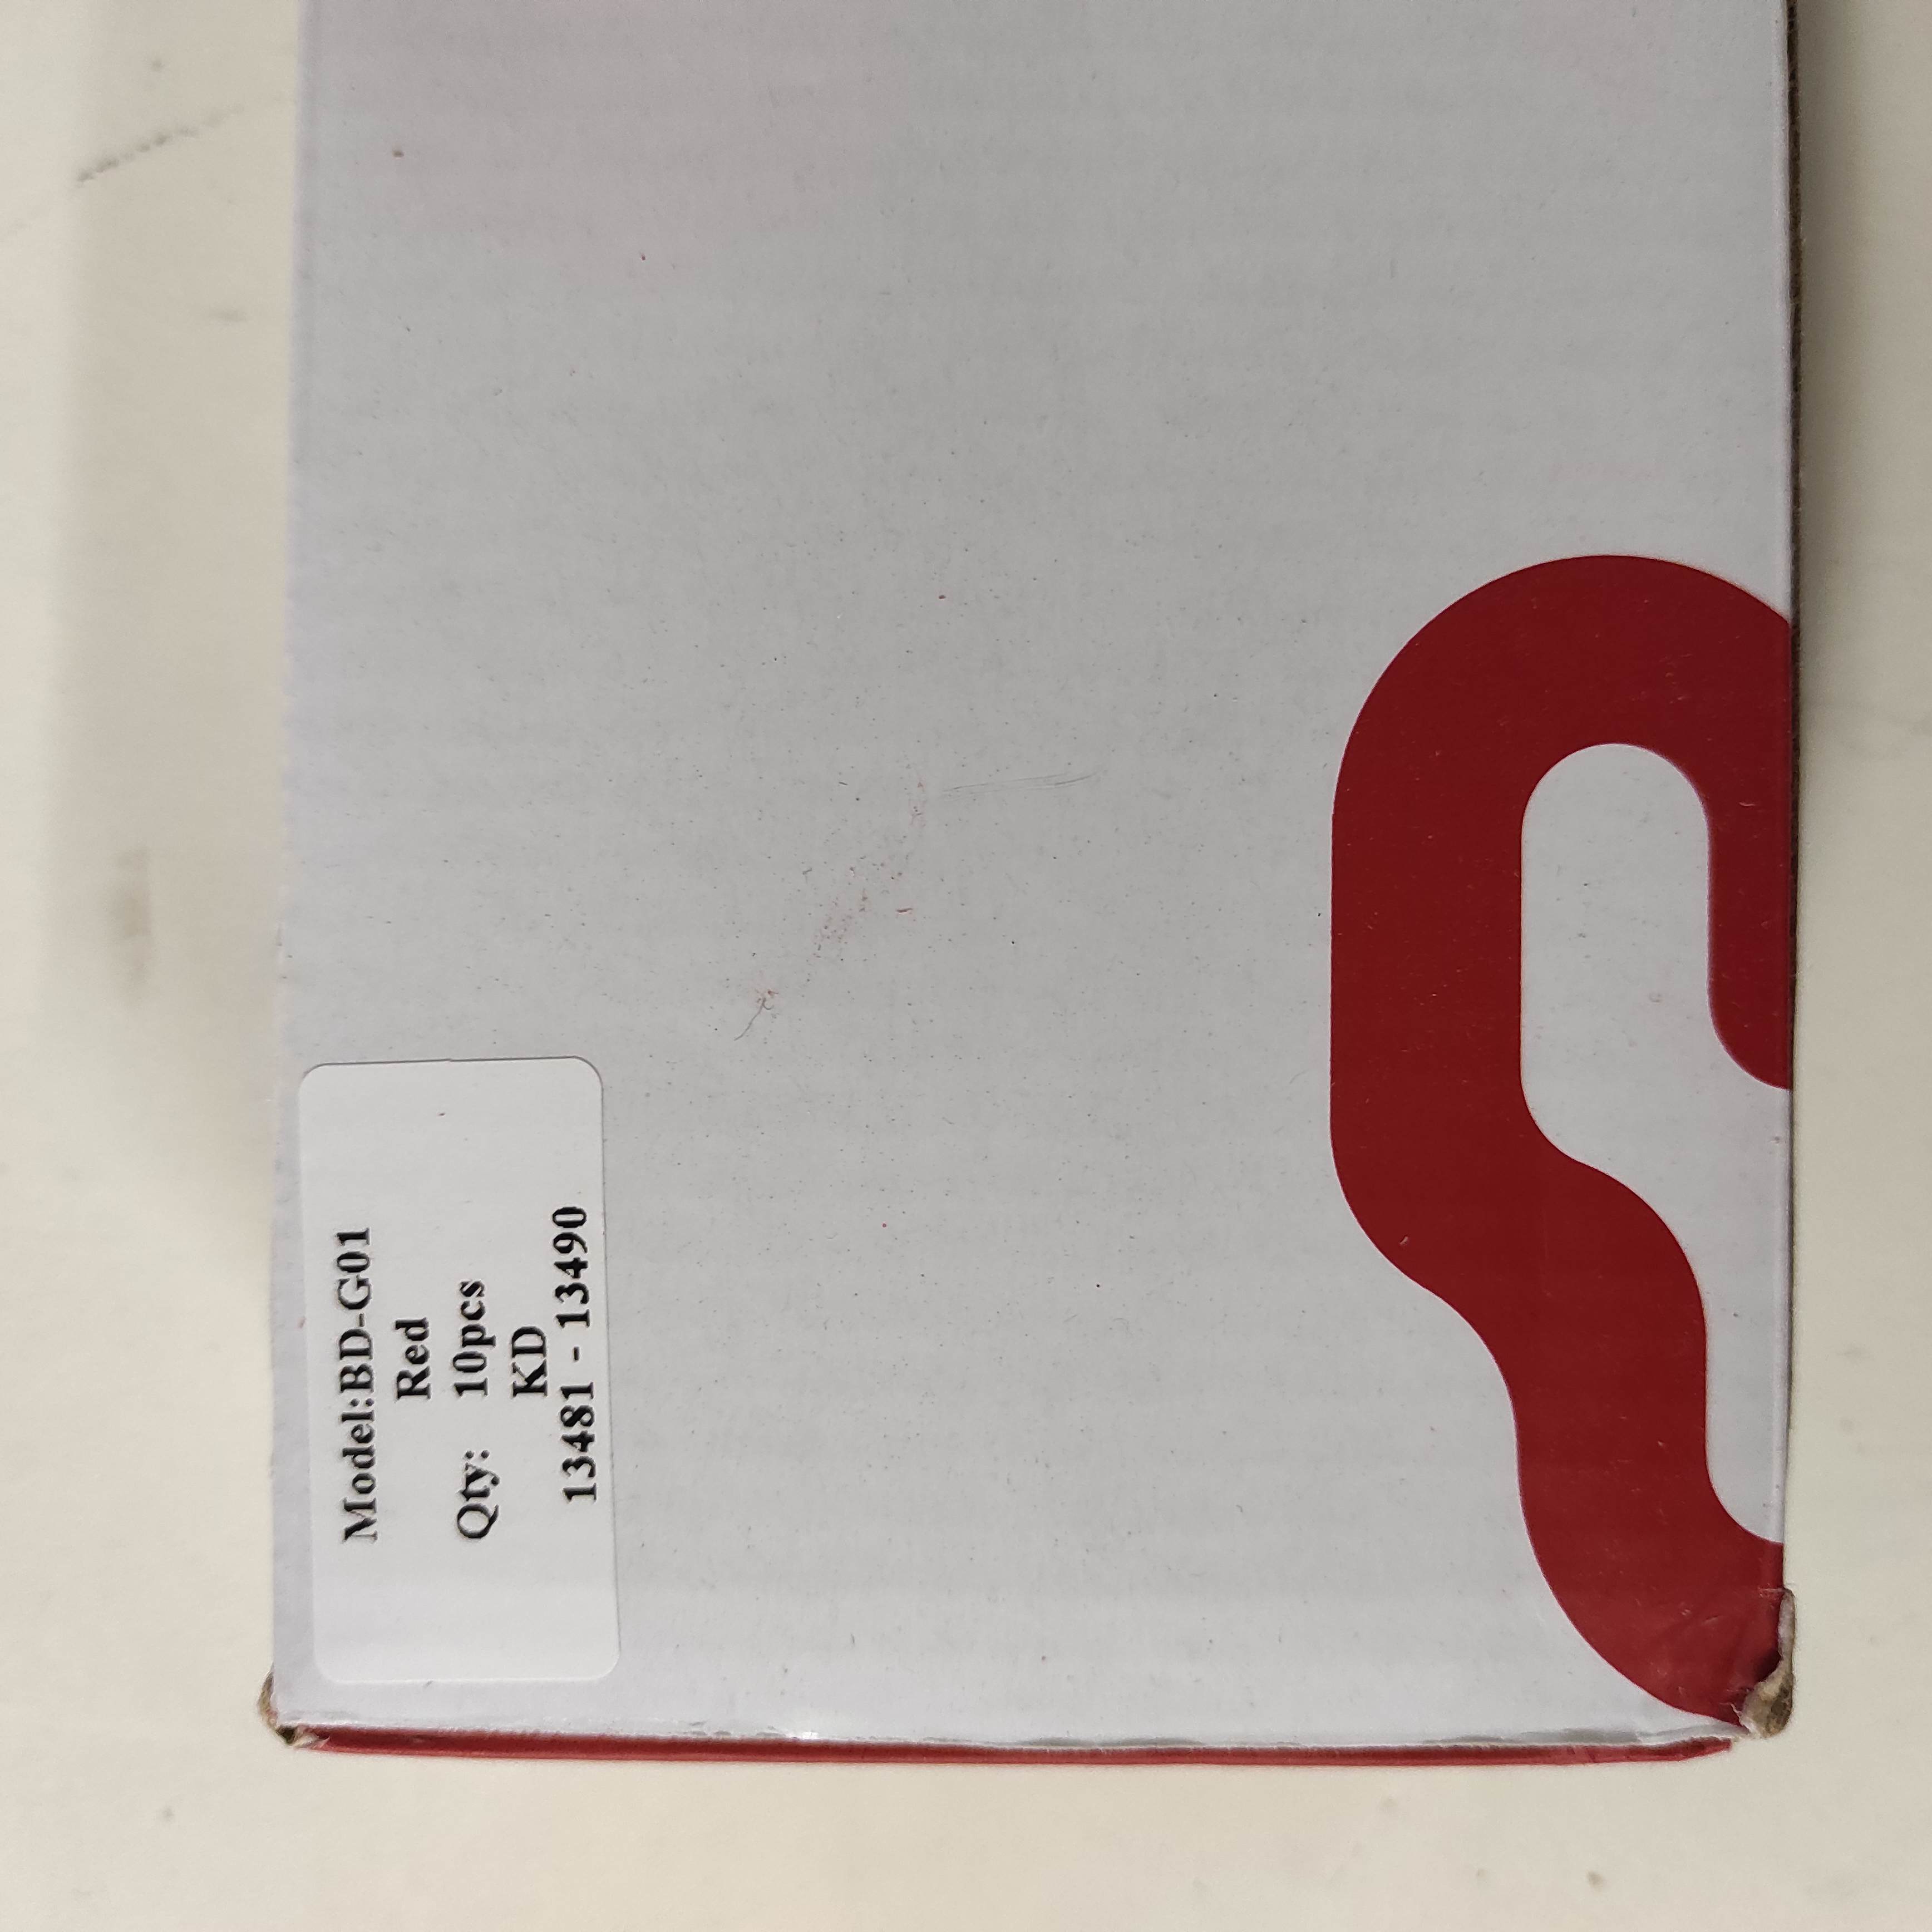 Model:BD-G01
Red
Qty: 10pcs
KD
13481 - 13490